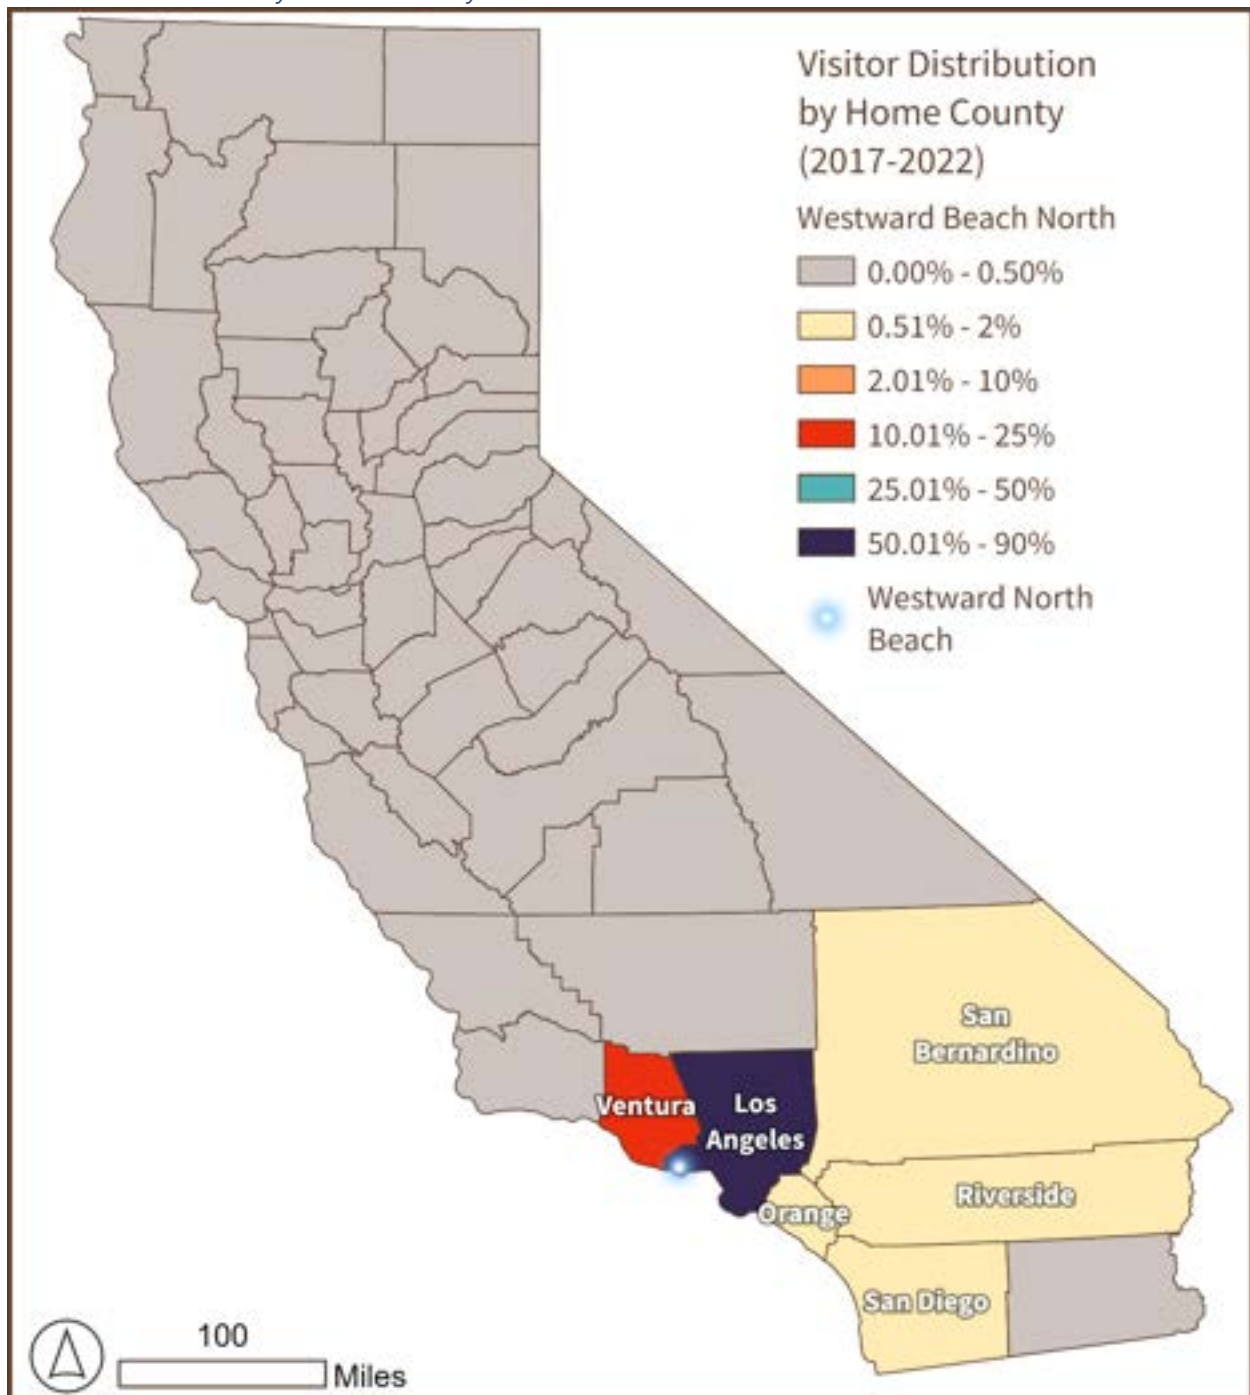 Visitor Distribution
by Home County
(2017-2022)
Westward Beach North
0.00% - 0.50%
0.51% - 2%
2.01% - 10%
10.01% - 25%
25.01% - 50%
50.01% - 90%
Westward North
Beach
San
Bernardino
Ventura
Los
Angeles
Riverside
Orange
San Diego
100
Miles